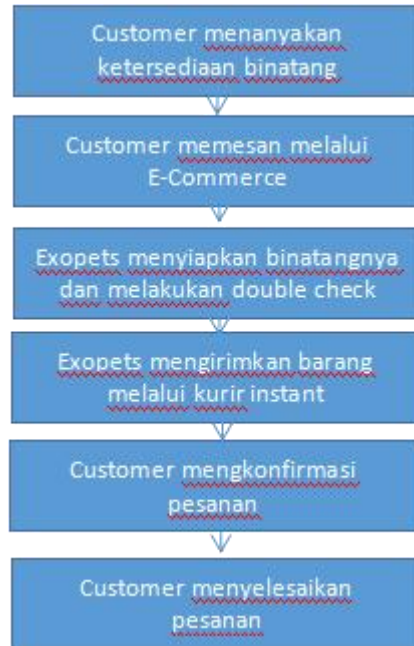 Customer menanyakan
ketersediaan binatang
Customer memesan melalui
E-Commerce
Exopets menyiapkan binatangnya
dan melakukan double check
Exopets mengirimkan barang
melalui kurir instant
Customer mengkonfirmasi
pesanan
Customer menyelesaikan
pesanan